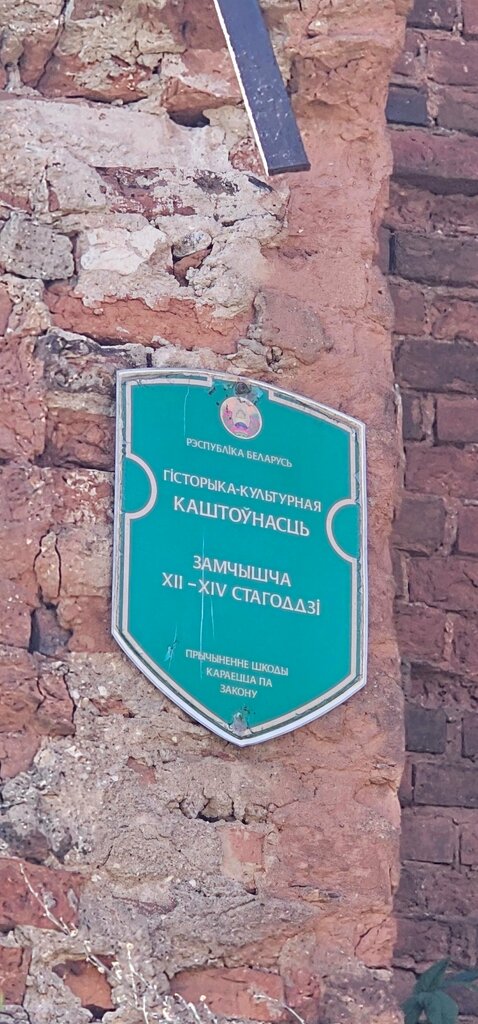 РЭСПУБЛІКА БЕЛАРУСЬ
ГІСТОРЫКА-КУЛЬТУРНАЯ
КАШТОЎНАСЦЬ
ЗАМЧЫШЧА
XII – XIV СТАГОДДЗІ
ПРЫЧЫНЕННЕ ШКОДЫ
КАРАЕЦЦА ПА
ЗАКОНУ